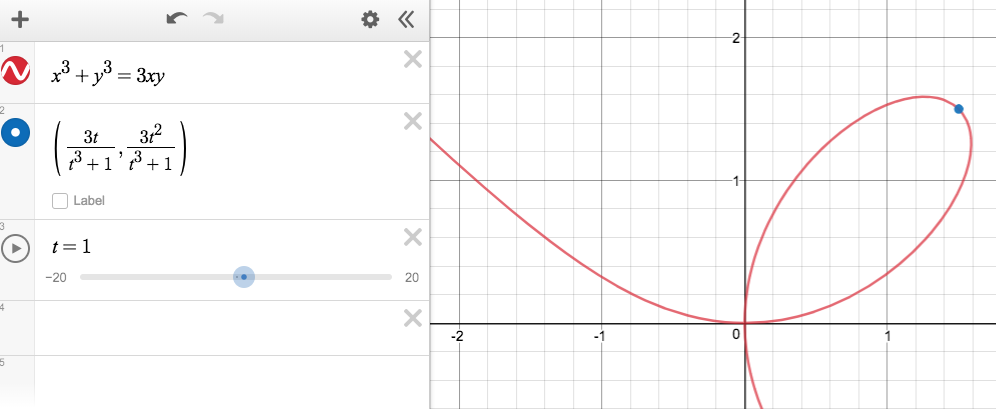 1
x^3 + y^3 = 3xy
2
(3t/(t^3 + 1), 3t^2/(t^3 + 1))
Label
3
t = 1
−20 20
4
5
2
1
-2 -1 0 1